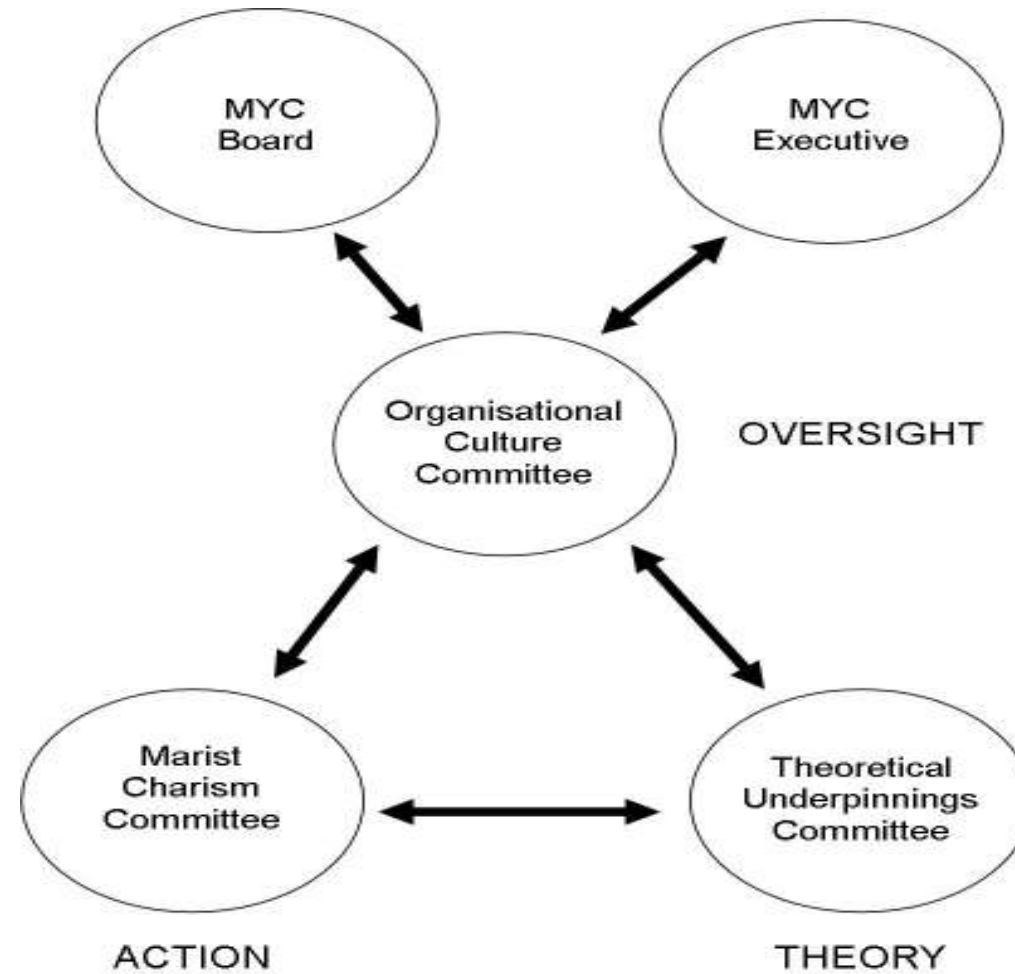 MYC
Board
MYC
Executive
Organisational
Culture
Committee
OVERSIGHT
Marist
Charism
Committee
Theoretical
Underpinnings
Committee
ACTION
THEORY